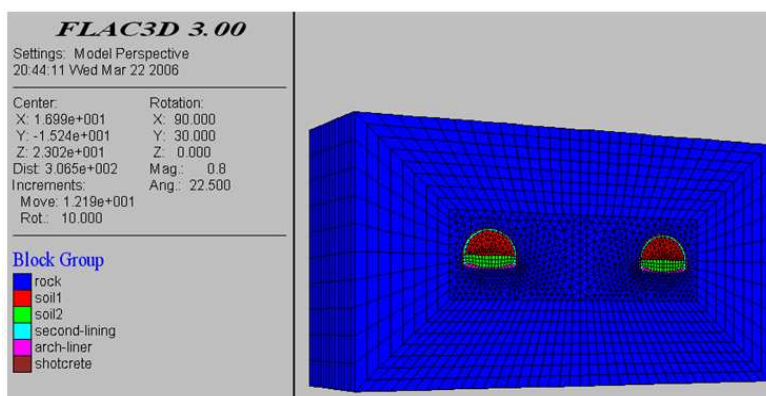 FLAC3D 3.00
Settings: Model Perspective
20:44:11 Wed Mar 22 2006
Center: Rotation:
X: 1.699e+001 X: 90.000
Y: -1.524e+001 Y: 30.000
Z: 2.302e+001 Z: 0.000
Dist: 3.065e+002 Mag.: 0.8
Increments: Ang.: 22.500
Move: 1.219e+001
Rot.: 10.000
Block Group
rock
soil1
soil2
second-lining
arch-liner
shotcrete